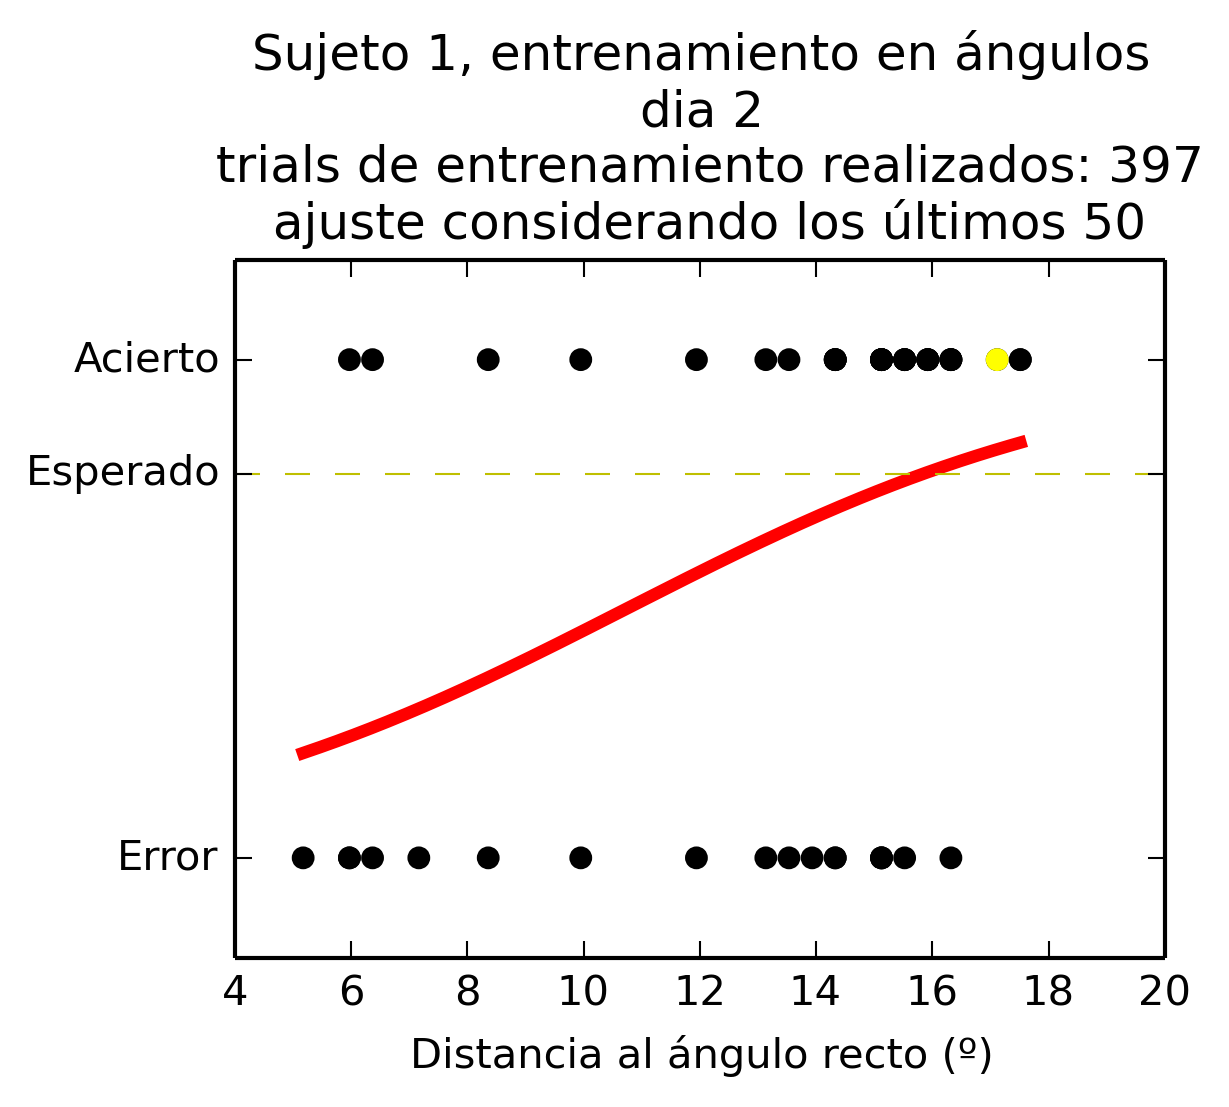 Sujeto 1, entrenamiento en ángulos
dia 2
trials de entrenamiento realizados: 397
ajuste considerando los últimos 50
Acierto
Esperado
Error
4 6 8 10 12 14 16 18 20
Distancia al ángulo recto (º)